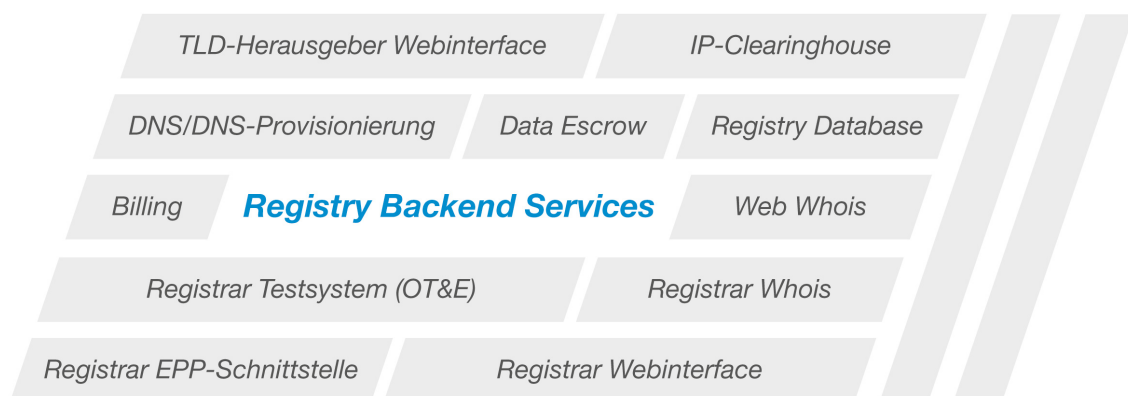 TLD-Herausgeber Webinterface IP-Clearinghouse
DNS/DNS-Provisionierung Data Escrow Registry Database
Billing Registry Backend Services Web Whois
Registrar Testsystem (OT&E) Registrar Whois
Registrar EPP-Schnittstelle Registrar Webinterface